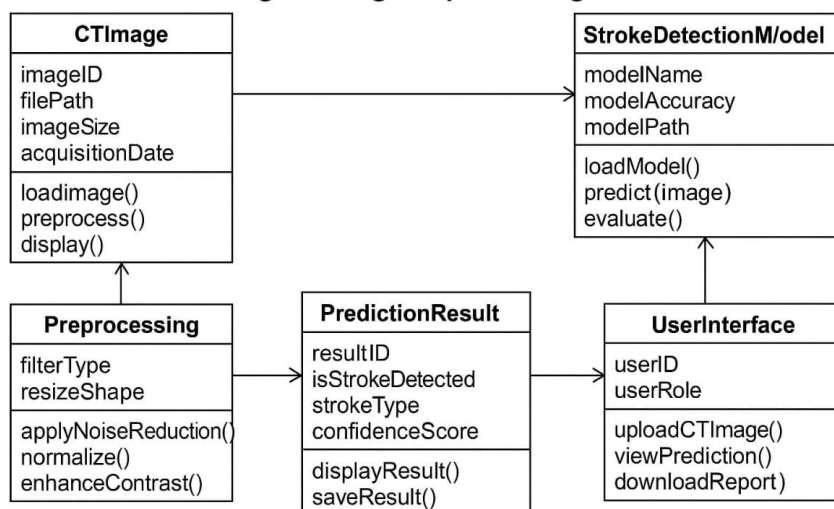 CTImage
imageID
filePath
imageSize
acquisitionDate
loadimage()
preprocess()
display()
StrokeDetectionM/odel
modelName
modelAccuracy
modelPath
loadModel()
predict(image)
evaluate()
Preprocessing
filterType
resizeShape
applyNoiseReduction()
normalize()
enhanceContrast()
PredictionResult
resultID
isStrokeDetected
strokeType
confidenceScore
displayResult()
saveResult()
UserInterface
userID
userRole
uploadCTImage()
viewPrediction()
downloadReport)